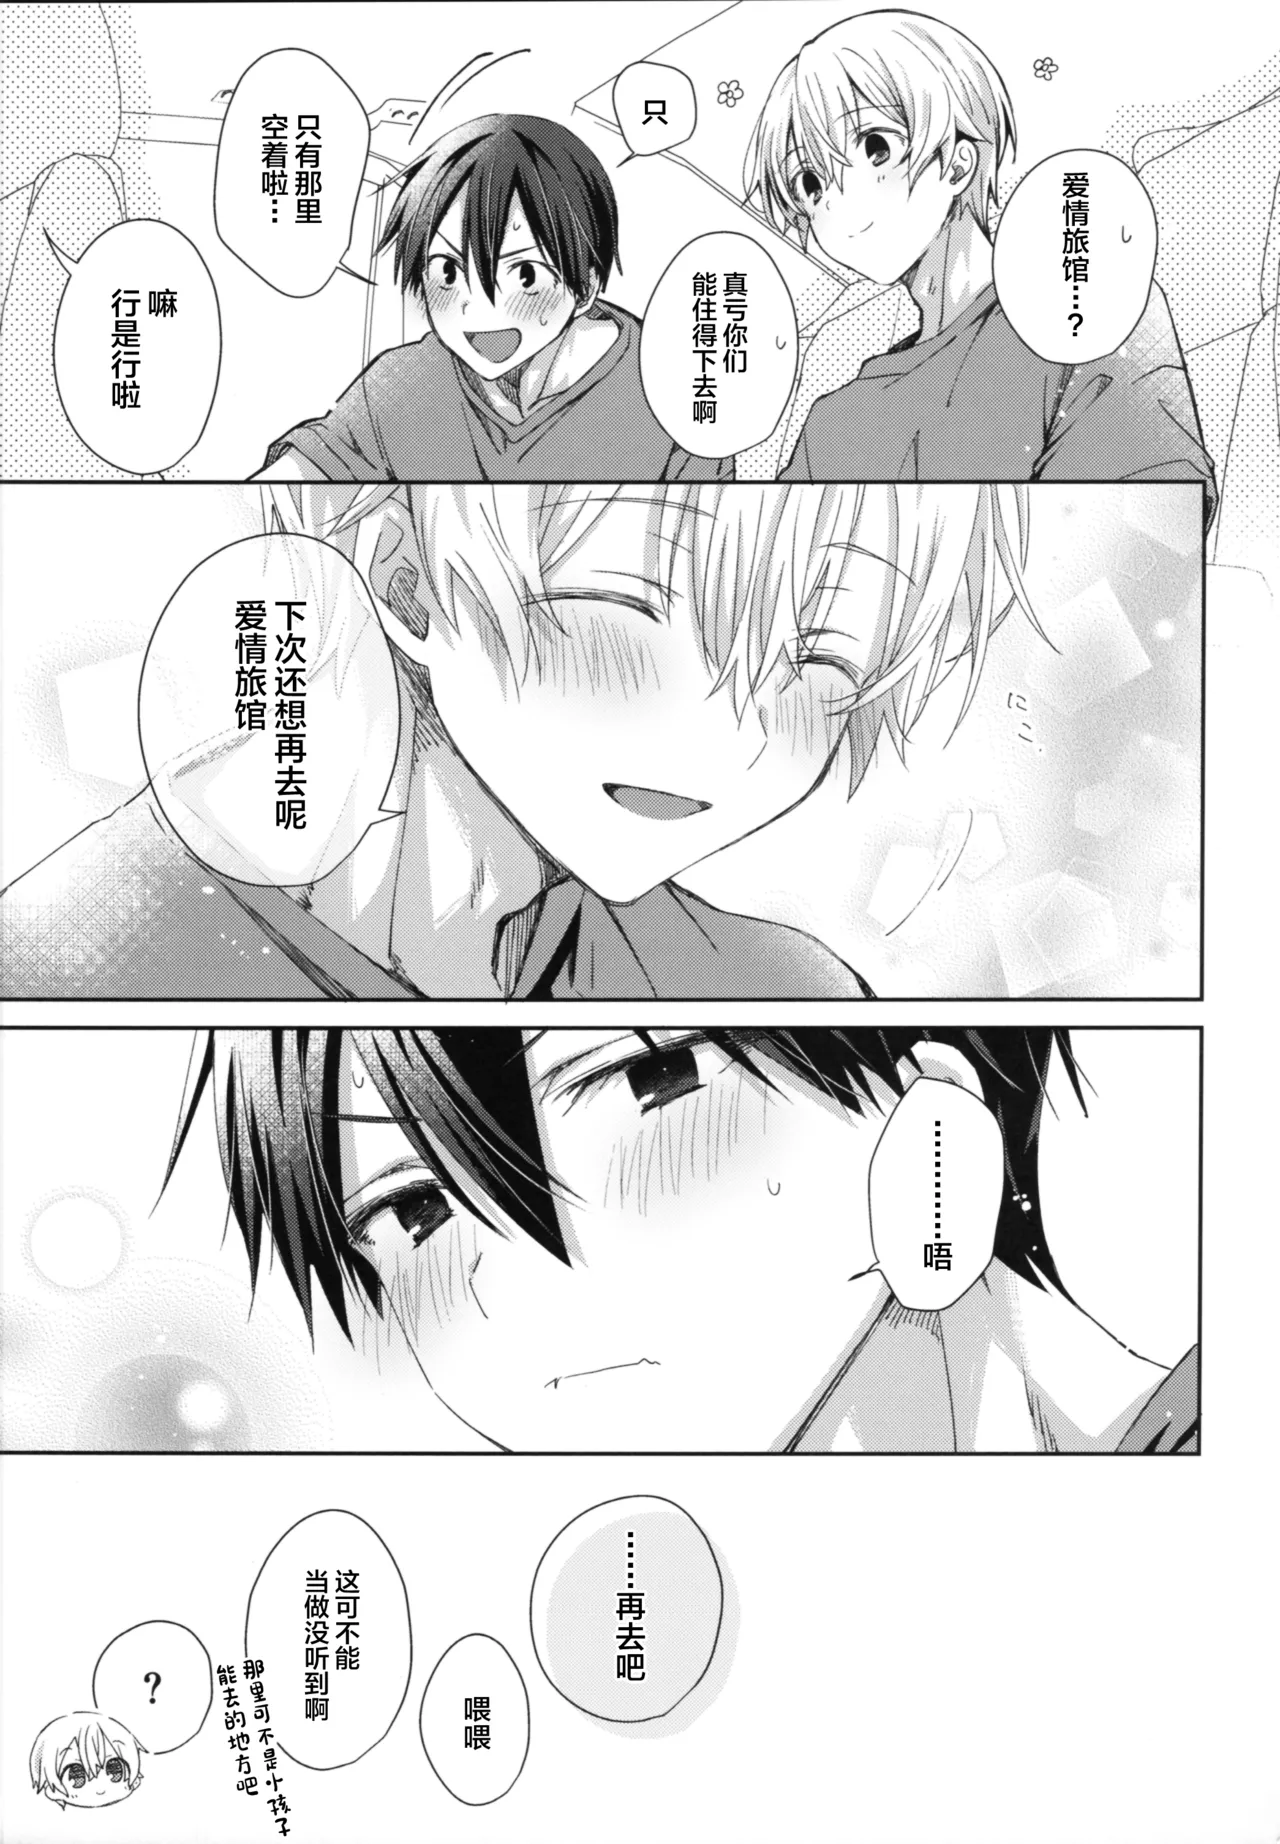 爱情旅馆…?
真亏你们
能住得下去啊
只
只有那里
空着啦…
嘛
行是行啦
にこ
下次还想再去呢
爱情旅馆
………唔
……再去吧
喂喂
这可不能
当做没听到啊
那里可不是小孩子
能去的地方吧
?